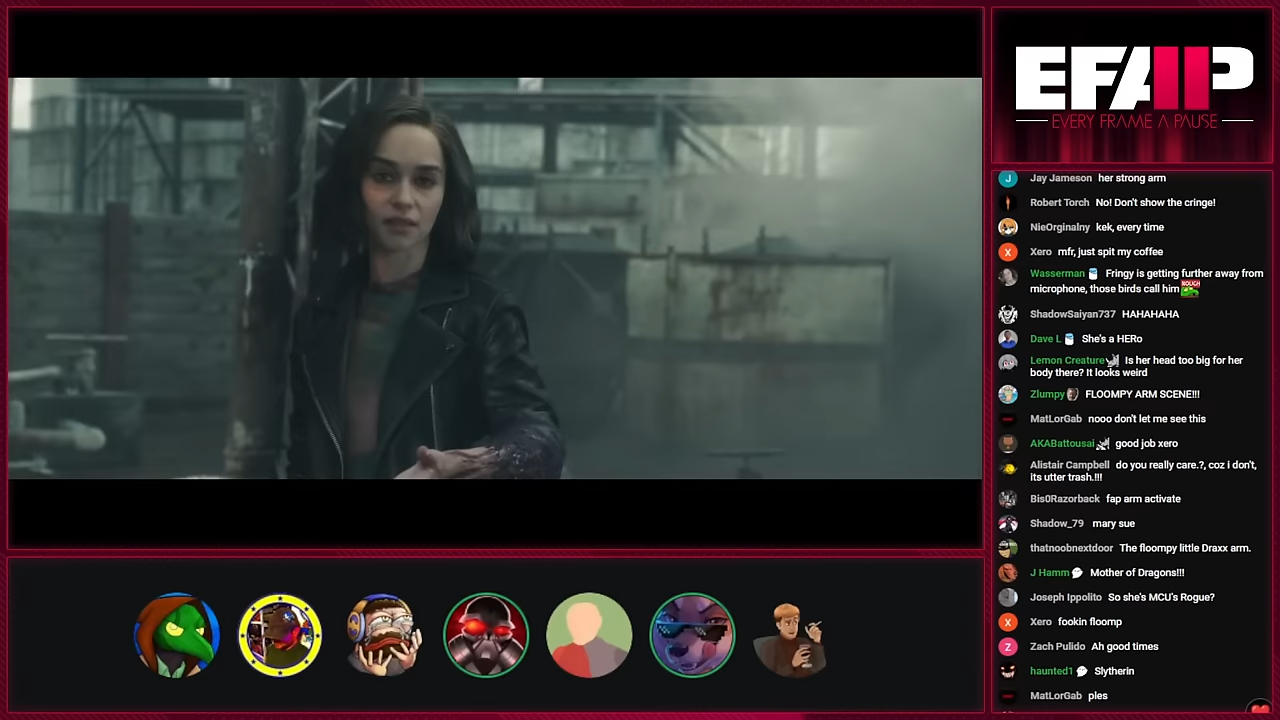 EFAP
EVERY FRAME A PAUSE
J Jay Jameson her strong arm
Robert Torch No! Don't show the cringe!
NieOrginalny kek, every time
X Xero mfr, just spit my coffee
Wasserman Fringy is getting further away from
microphone, those birds call him
ShadowSaiyan737 HAHAHAHA
Dave L She's a HERo
Lemon Creature Is her head too big for her
body there? It looks weird
Zlumpy FLOOMPY ARM SCENE!!!
MatLorGab nooo don't let me see this
AKABattousai good job xero
Alistair Campbell do you really care.?, coz i don't,
its utter trash.!!!
Bis0Razorback fap arm activate
Shadow_79 mary sue
thatnoobnextdoor The floompy little Draxx arm.
J Hamm Mother of Dragons!!!
Joseph Ippolito So she's MCU's Rogue?
X Xero fookin floomp
Z Zach Pulido Ah good times
haunted1 Slytherin
MatLorGab ples